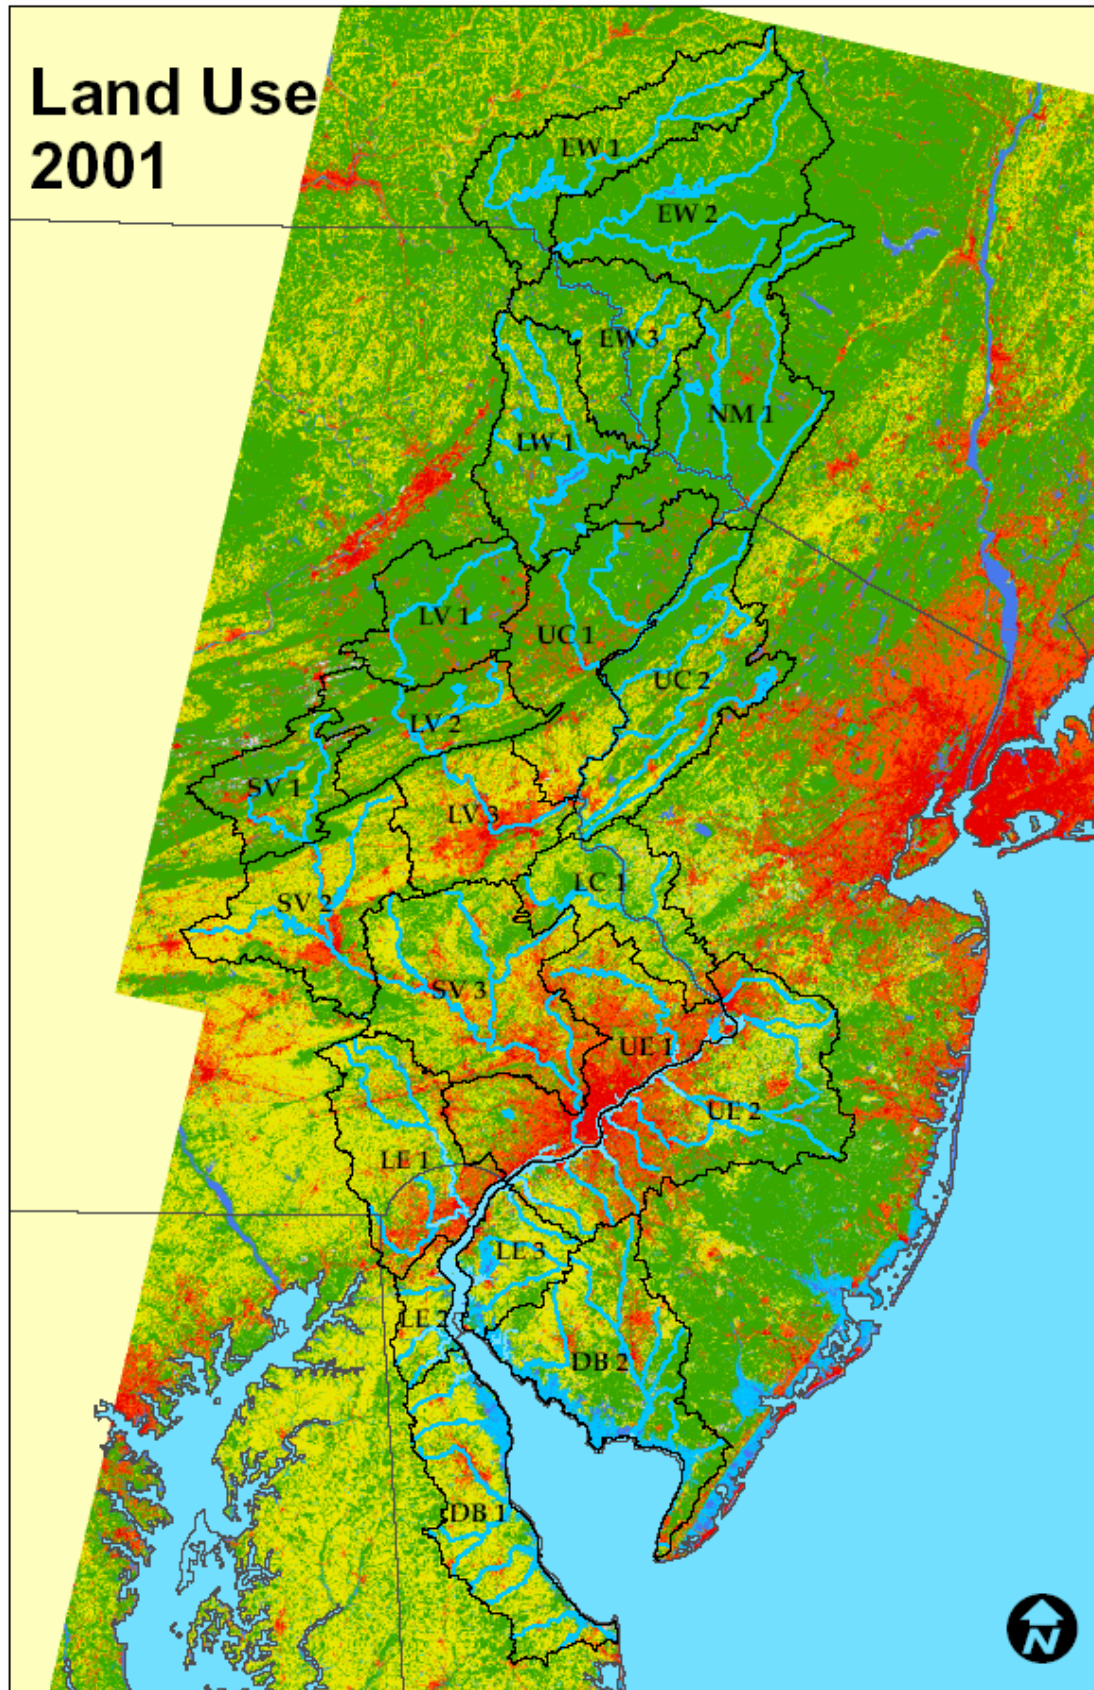 Land Use
2001
EW 1
EW 2
EW 3
NM 1
LW 1
LV 1
UC 1
UC 2
LV 2
SV 1
LV 3
LC 1
SV 2
SV 3
UE 1
UE 2
LE 1
LE 3
LE 2
DB 2
DB 1
N